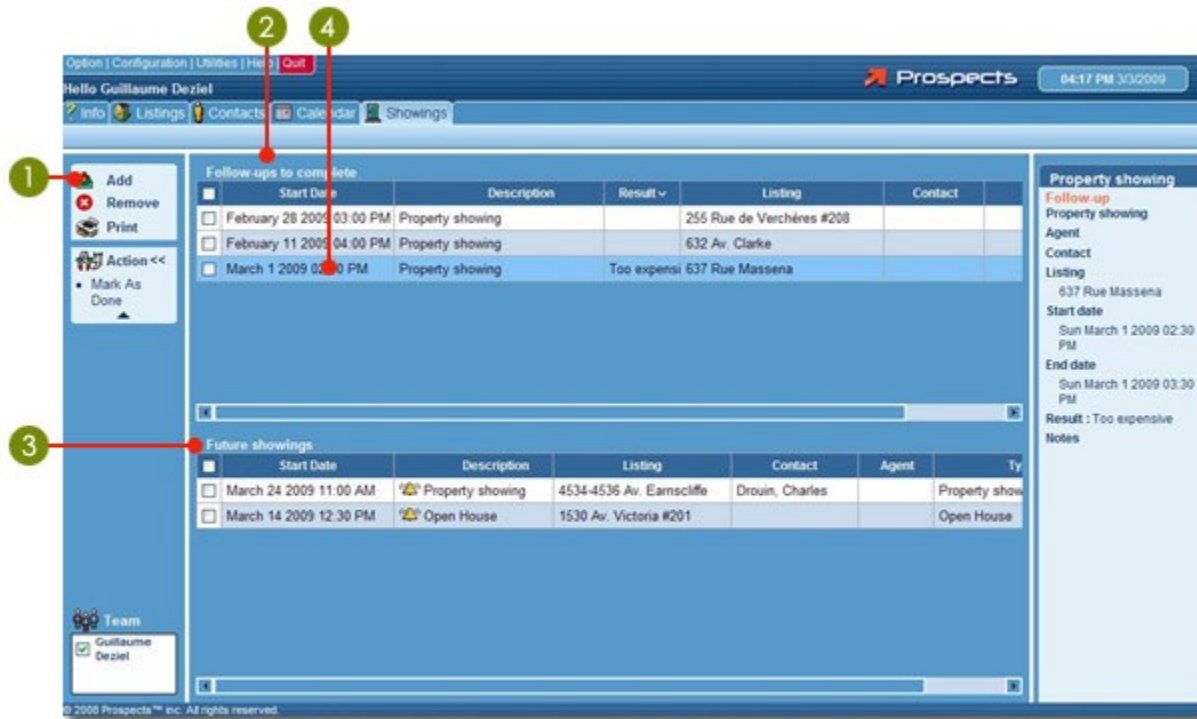 2 4
Option | Configuration | Utilities | Help | Quit
Hello Guillaume Deziel
Prospects
04:17 PM 3/3/2009
? Info Listings Contacts Calendar Showings
1
Add
Remove
Print
Action <<
• Mark As Done
Follow-ups to complete
Start Date Description Result Listing Contact
February 28 2009 03:00 PM Property showing 255 Rue de Verchères #208
February 11 2009 04:00 PM Property showing 632 Av. Clarke
March 1 2009 PM Property showing Too expensi 637 Rue Massena
3
Future showings
Start Date Description Listing Contact Agent Ty
March 24 2009 11:00 AM Property showing 4534-4536 Av. Earnscliffe Drouin, Charles Property show
March 14 2009 12:30 PM Open House 1530 Av. Victoria #201 Open House
Property showing
Follow-up
Property showing
Agent
Contact
Listing
637 Rue Massena
Start date
Sun March 1 2009 02:30
PM
End date
Sun March 1 2009 03:30
PM
Result : Too expensive
Notes
Team
Guillaume
Deziel
© 2008 Prospects™ inc. All rights reserved.